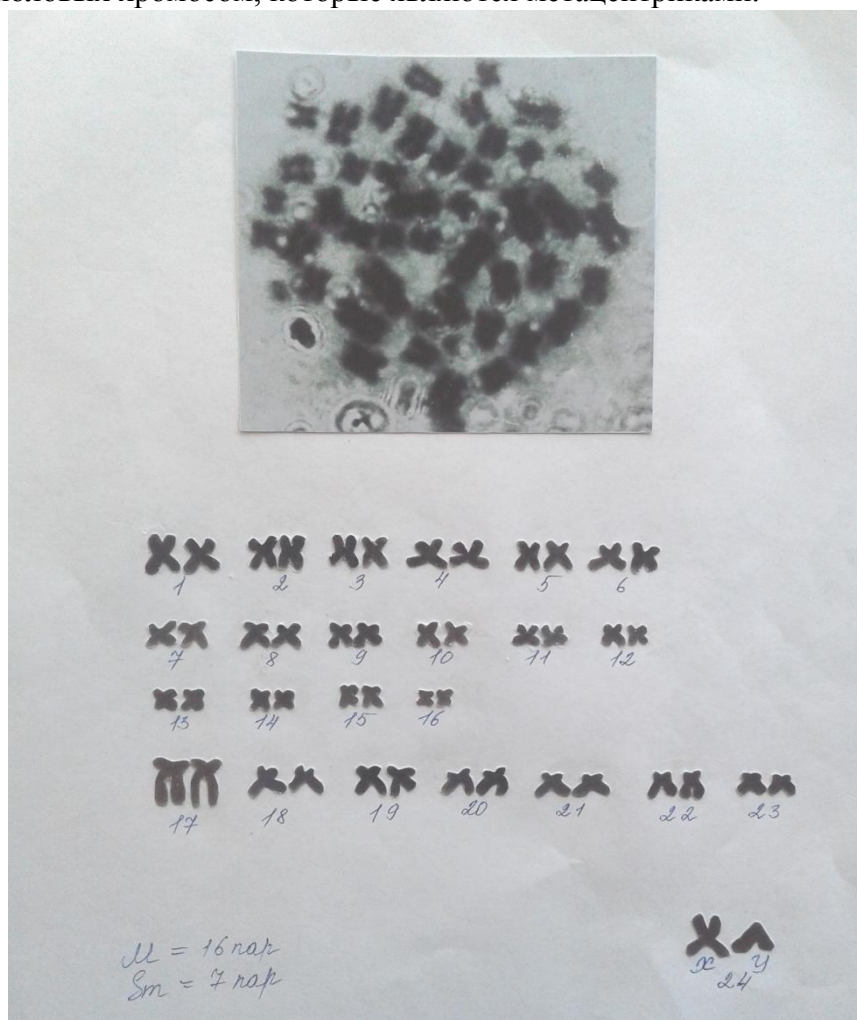 половых хромосом, которые являются метацентриками.
1 2 3 4 5 6
7 8 9 10 11 12
13 14 15 16
17 18 19 20 21 22 23
M = 16 пар
Sm = 7 пар
x y
24